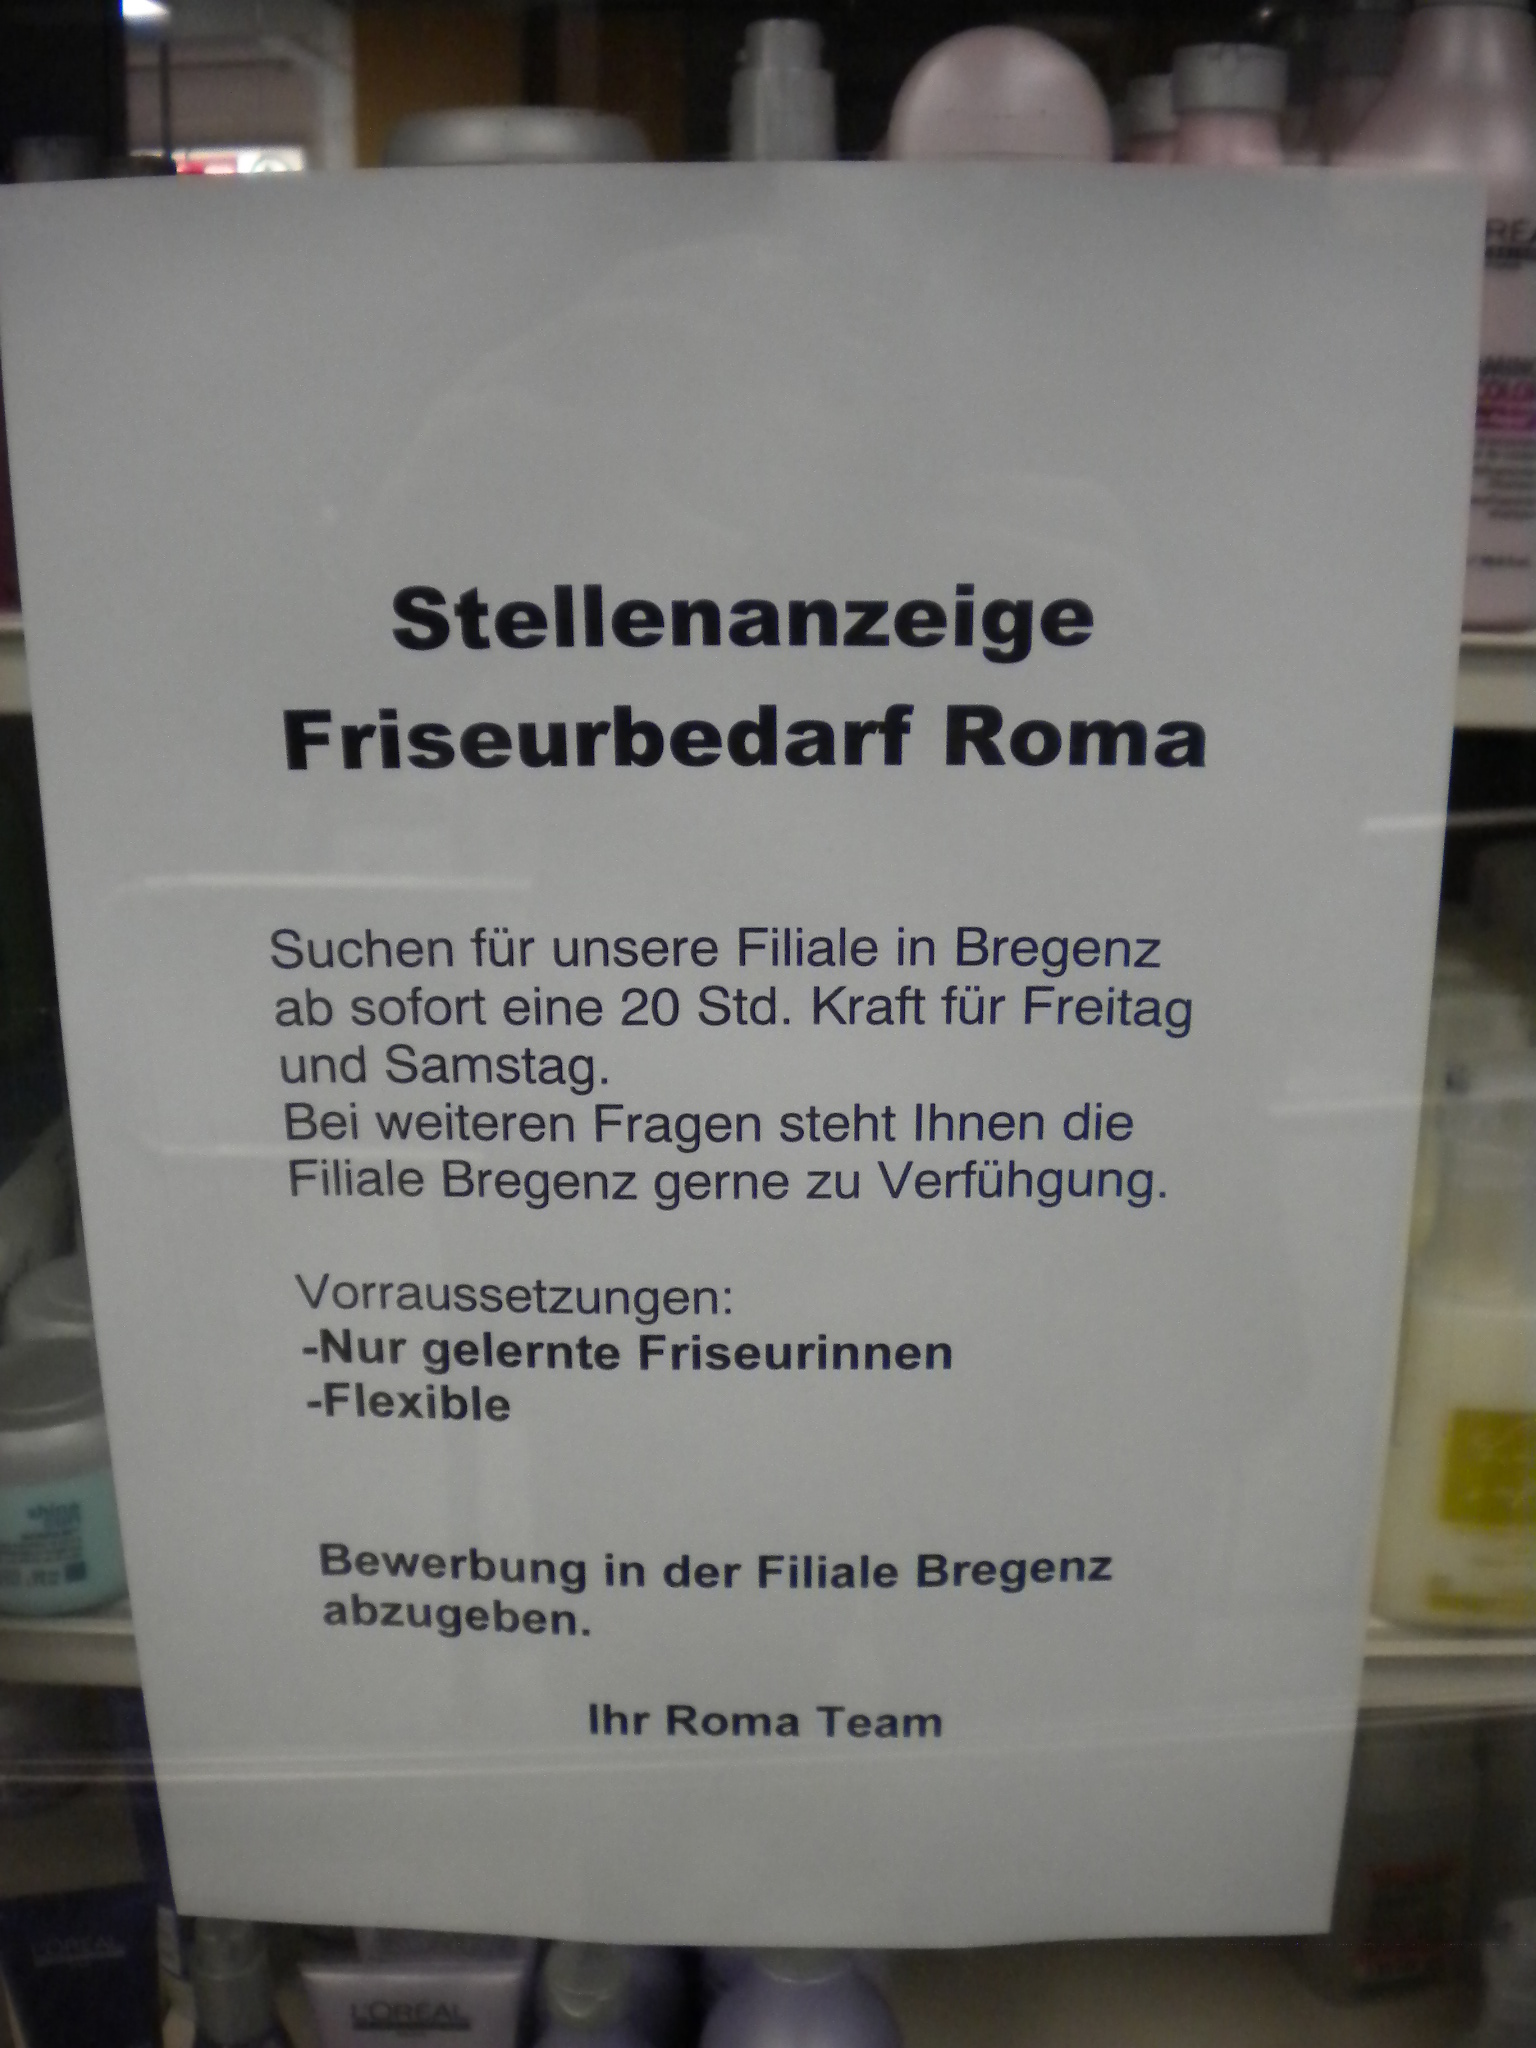 Stellenanzeige
Friseurbedarf Roma
Suchen für unsere Filiale in Bregenz
ab sofort eine 20 Std. Kraft für Freitag
und Samstag.
Bei weiteren Fragen steht Ihnen die
Filiale Bregenz gerne zu Verfühgung.
Vorraussetzungen:
-Nur gelernte Friseurinnen
-Flexible
Bewerbung in der Filiale Bregenz
abzugeben.
Ihr Roma Team
L'ORÉAL
L'ORÉAL